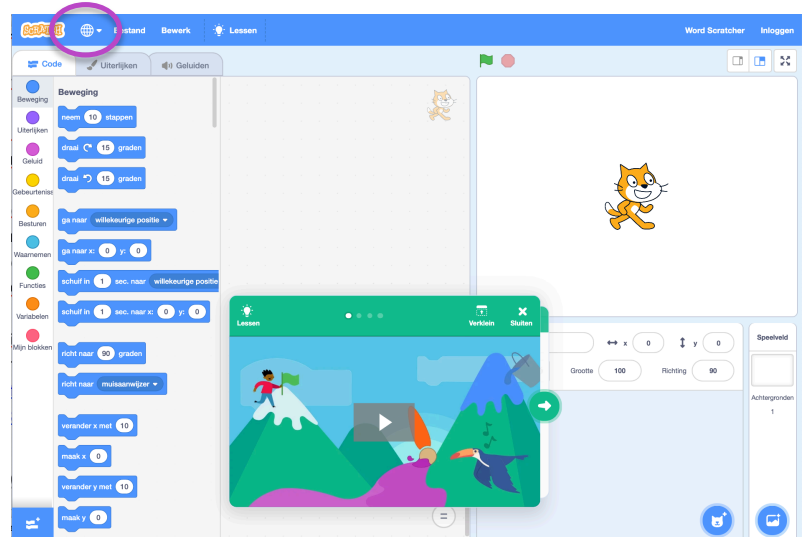 SCRATCH
Bestand Bewerk Lessen Word Scratcher Inloggen
Code Uiterlijken Geluiden
Beweging
Uiterlijken
Geluid
Gebeurteniss
Besturen
Waarnemen
Functies
Variabelen
Mijn blokken
Beweging
neem 10 stappen
draai 15 graden
draai 15 graden
ga naar willekeurige positie
ga naar x: 0 y: 0
schuif in 1 sec. naar willekeurige positie
schuif in 1 sec. naar x: 0 y: 0
richt naar 90 graden
richt naar muisaanwijzer
verander x met 10
maak x 0
verander y met 10
maak y 0
Lessen Verklein Sluiten
x 0 y 0
Grootte 100 Richting 90
Speelveld
Achtergronden
1